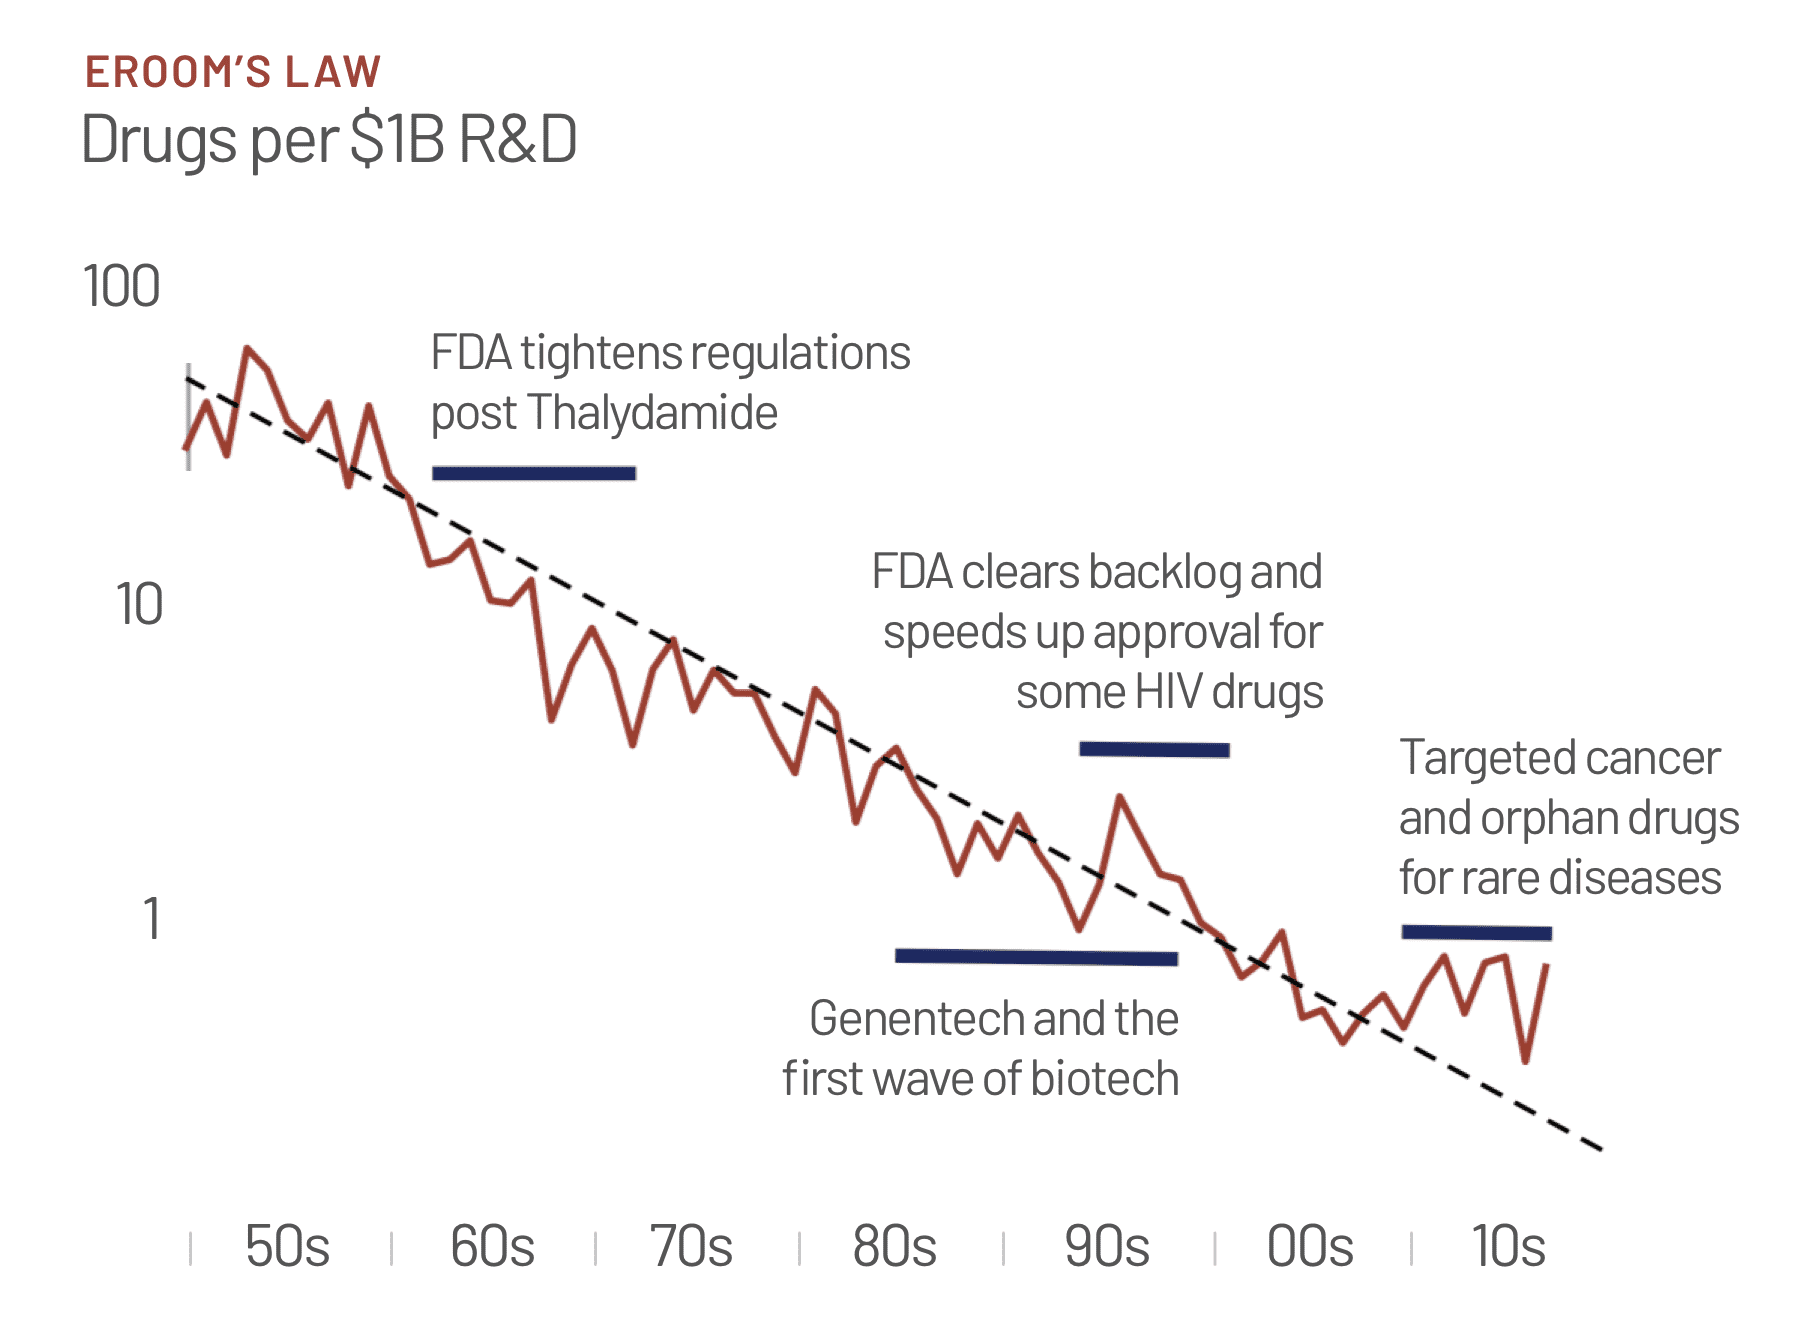 EROOM’S LAW
Drugs per $1B R&D
100
FDA tightens regulations
post Thalydamide
10
FDA clears backlog and
speeds up approval for
some HIV drugs
Targeted cancer
and orphan drugs
for rare diseases
1
Genentech and the
first wave of biotech
50s 60s 70s 80s 90s 00s 10s